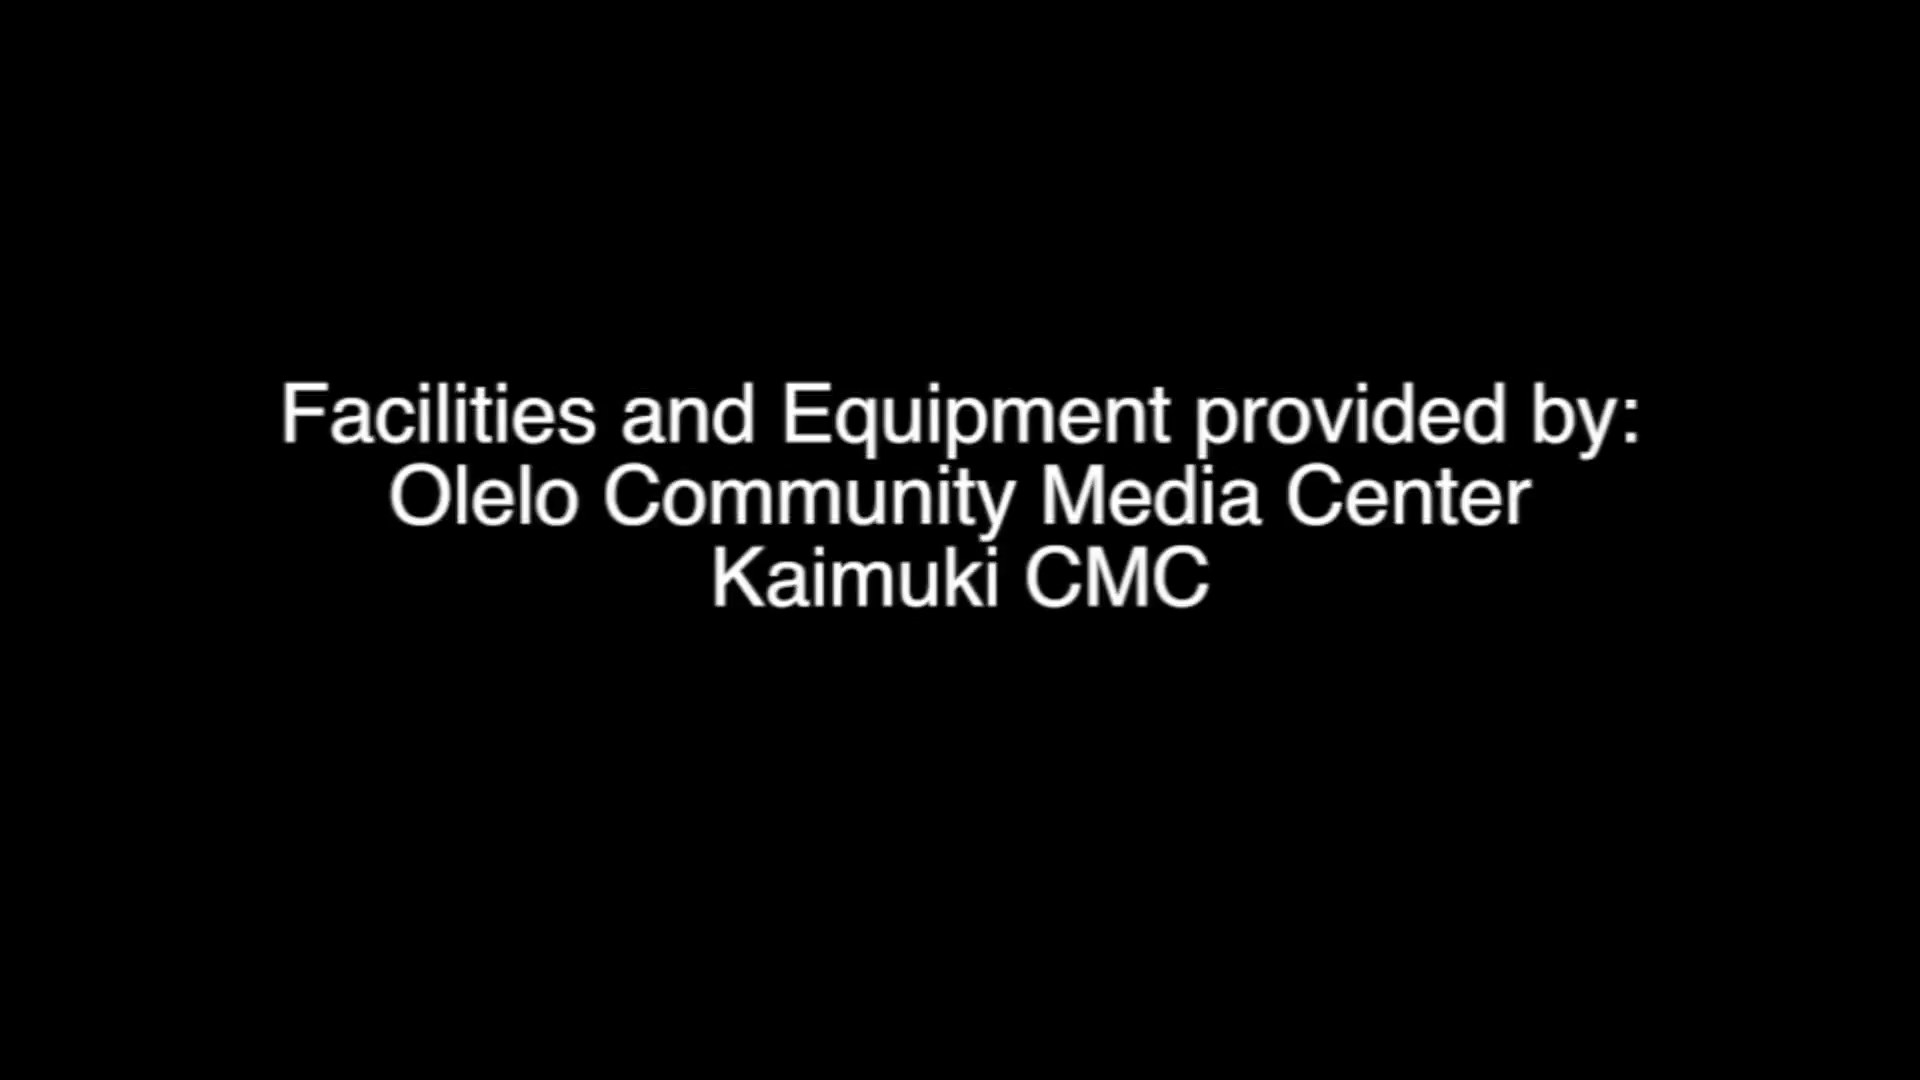 Facilities and Equipment provided by:
Olelo Community Media Center
Kaimuki CMC